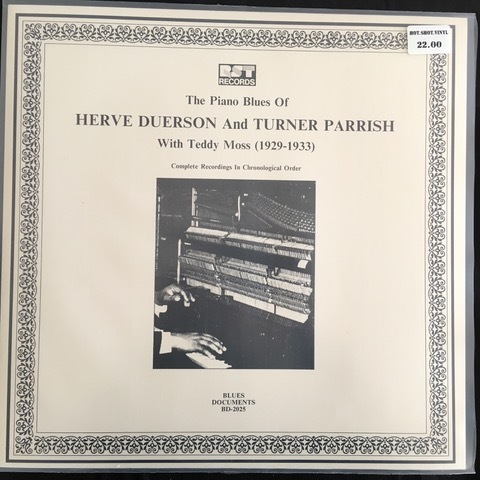 HOT.SHOT.VINYL
22.00
RST
RECORDS
The Piano Blues Of
HERVE DUERSON And TURNER PARRISH
With Teddy Moss (1929-1933)
Complete Recordings In Chronological Order
BLUES
DOCUMENTS
BD-2025